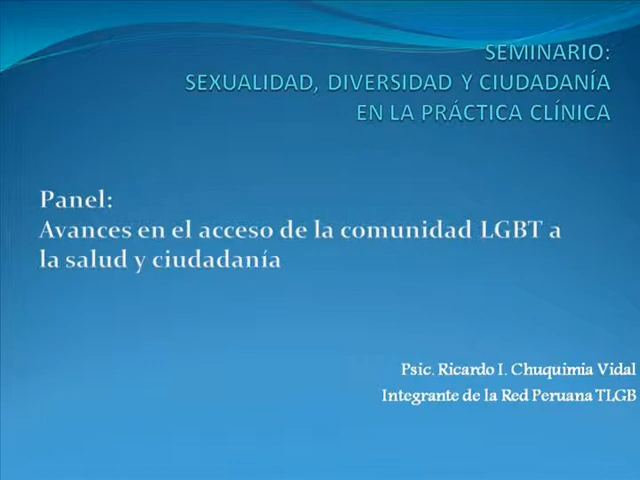 SEMINARIO:
SEXUALIDAD, DIVERSIDAD Y CIUDADANÍA
EN LA PRÁCTICA CLÍNICA
Panel:
Avances en el acceso de la comunidad LGBT a
la salud y ciudadanía
Psic. Ricardo I. Chuquimia Vidal
Integrante de la Red Peruana TLGB